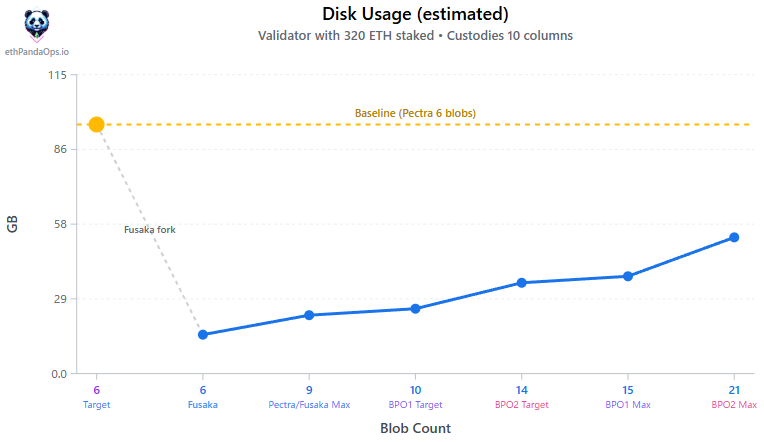 Disk Usage (estimated)
Validator with 320 ETH staked • Custodies 10 columns
ethPandaOps.io
115
Baseline (Pectra 6 blobs)
86
58
Fusaka fork
GB
29
0.0
6 6 9 10 14 15 21
Target Fusaka Pectra/Fusaka Max BPO1 Target BPO2 Target BPO1 Max BPO2 Max
Blob Count